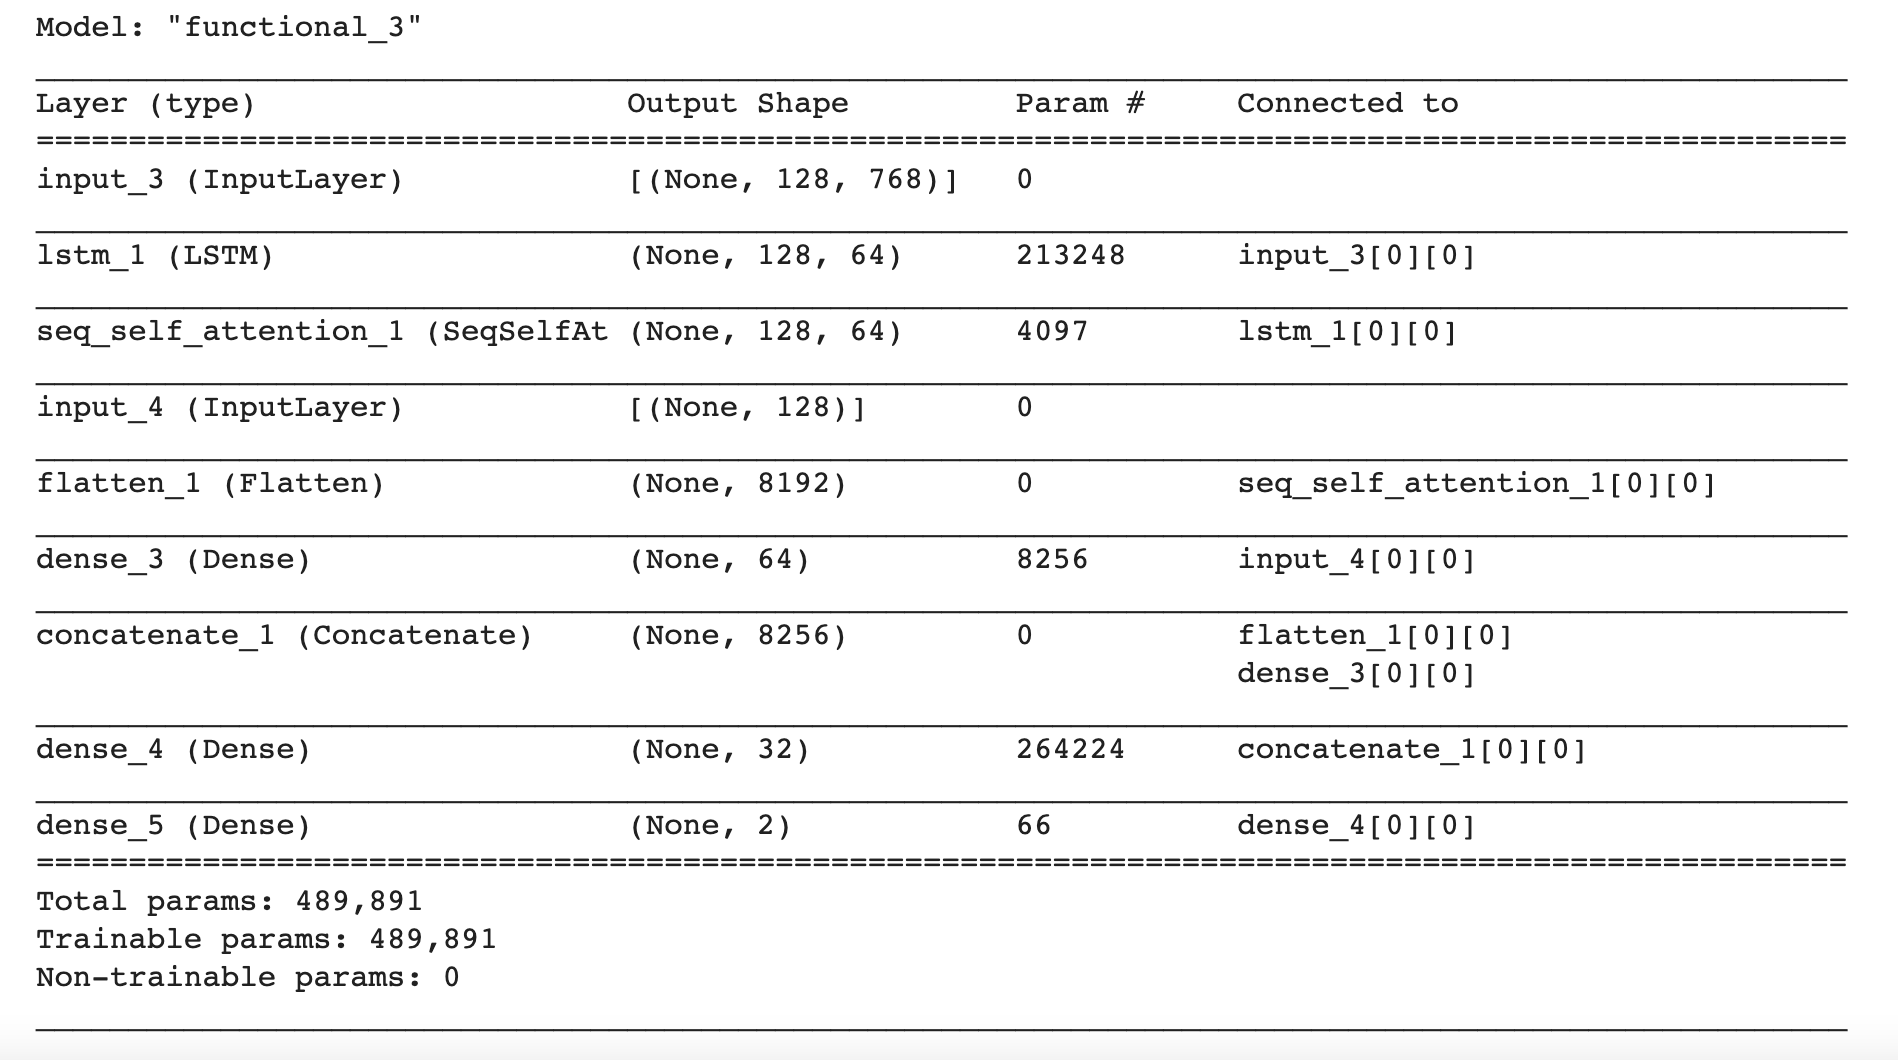 Model: "functional_3"
Layer (type) Output Shape Param # Connected to
input_3 (InputLayer) [(None, 128, 768)] 0
lstm_1 (LSTM) (None, 128, 64) 213248 input_3[0][0]
seq_self_attention_1 (SeqSelfAt (None, 128, 64) 4097 lstm_1[0][0]
input_4 (InputLayer) [(None, 128)] 0
flatten_1 (Flatten) (None, 8192) 0 seq_self_attention_1[0][0]
dense_3 (Dense) (None, 64) 8256 input_4[0][0]
concatenate_1 (Concatenate) (None, 8256) 0 flatten_1[0][0]
dense_3[0][0]
dense_4 (Dense) (None, 32) 264224 concatenate_1[0][0]
dense_5 (Dense) (None, 2) 66 dense_4[0][0]
Total params: 489,891
Trainable params: 489,891
Non-trainable params: 0